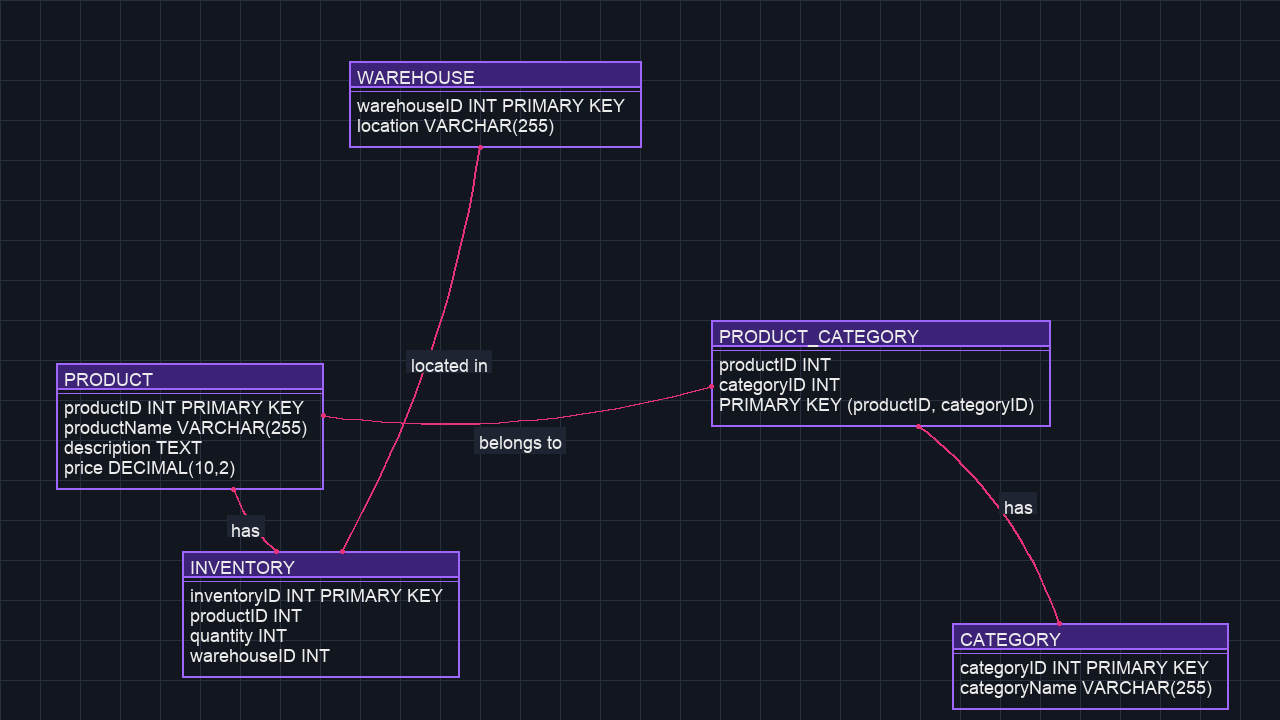 WAREHOUSE
warehouseID INT PRIMARY KEY
location VARCHAR(255)
PRODUCT_CATEGORY
productID INT
categoryID INT
PRIMARY KEY (productID, categoryID)
located in
PRODUCT
productID INT PRIMARY KEY
productName VARCHAR(255)
description TEXT
price DECIMAL(10,2)
belongs to
has
has
INVENTORY
inventoryID INT PRIMARY KEY
productID INT
quantity INT
warehouseID INT
CATEGORY
categoryID INT PRIMARY KEY
categoryName VARCHAR(255)